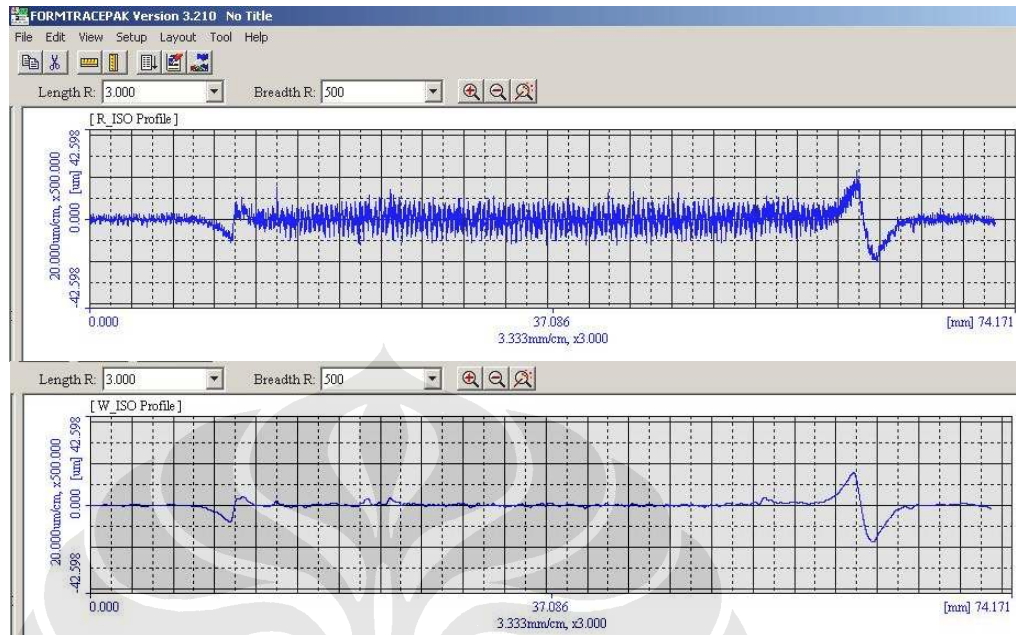 FORMTRACEPAK Version 3.210 No Title
File Edit View Setup Layout Tool Help
Length R: 3.000 Breadth R: 500
[ R_ISO Profile ]
20.000um/cm, x500.000
-42.598 0.000 [um] 42.598
0.000 37.086 [mm] 74.171
3.333mm/cm, x3.000
Length R: 3.000 Breadth R: 500
[ W_ISO Profile ]
20.000um/cm, x500.000
-42.598 0.000 [um] 42.598
0.000 37.086 [mm] 74.171
3.333mm/cm, x3.000